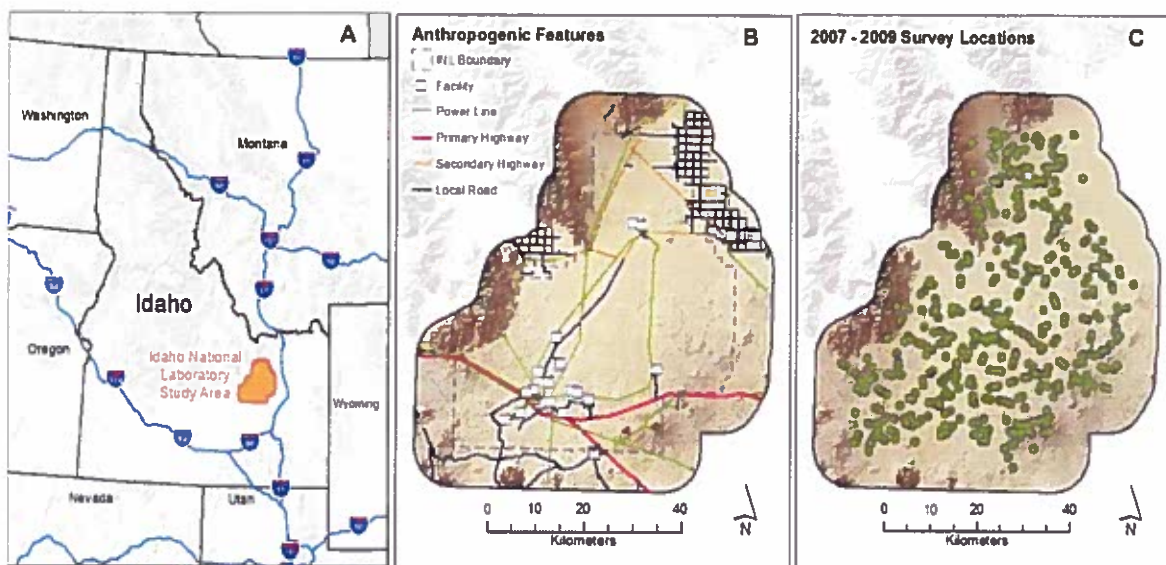 A
Washington
Montana
Idaho
Oregon
Idaho National
Laboratory
Study Area
Wyoming
Nevada
Utah
Anthropogenic Features
B
INL Boundary
Facility
Power Line
Primary Highway
Secondary Highway
Local Road
0 10 20 40
Kilometers
N
2007 - 2009 Survey Locations
C
0 10 20 40
Kilometers
N